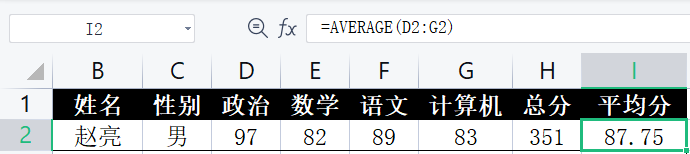 I2 fx =AVERAGE(D2:G2)
B C D E F G H I
1 姓名 性别 政治 数学 语文 计算机 总分 平均分
2 赵亮 男 97 82 89 83 351 87.75